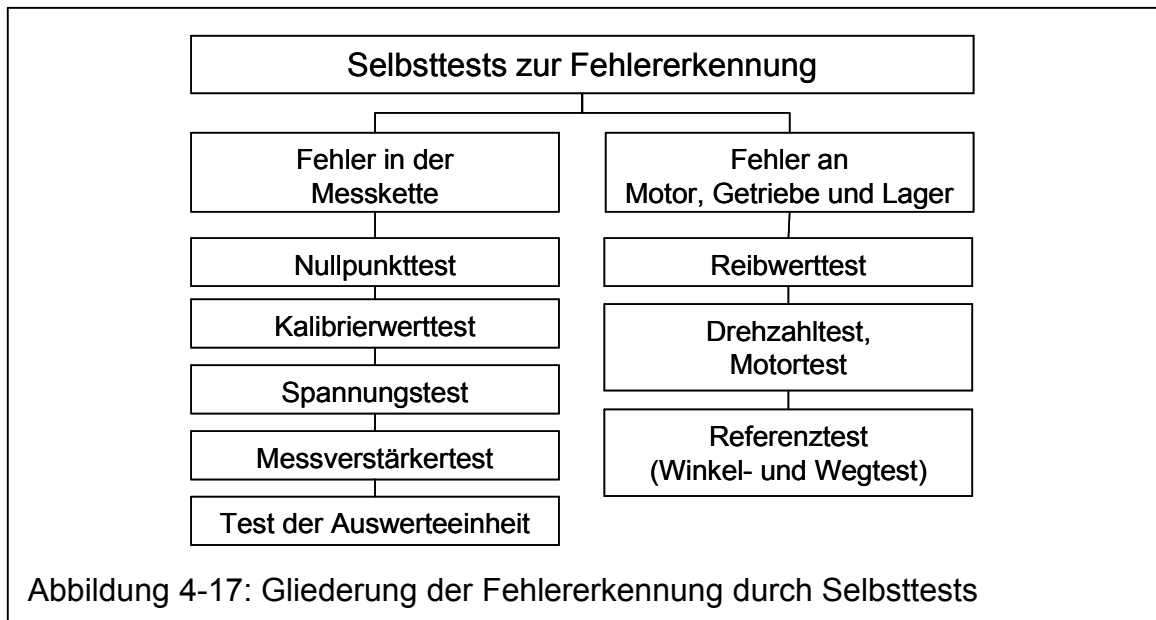 Selbsttests zur Fehlererkennung
Fehler in der
Messkette
Nullpunkttest
Kalibrierwerttest
Spannungstest
Messverstärkertest
Test der Auswerteeinheit
Fehler an
Motor, Getriebe und Lager
Reibwerttest
Drehzahltest,
Motortest
Referenztest
(Winkel- und Wegtest)
Abbildung 4-17: Gliederung der Fehlererkennung durch Selbsttests